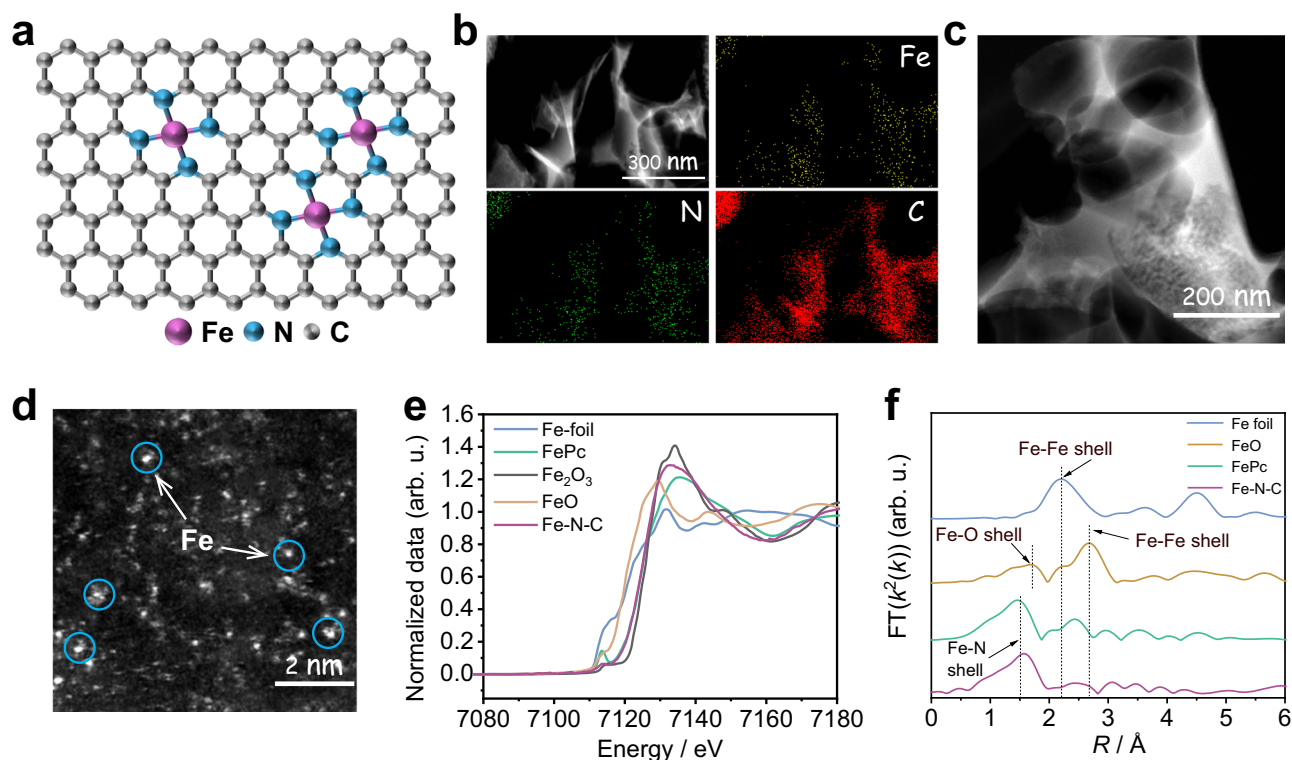 a
Fe N C
b
300 nm
Fe
N
C
c
200 nm
d
Fe
2 nm
e
Normalized data (arb. u.)
1.6
1.4
1.2
1.0
0.8
0.6
0.4
0.2
0.0
Fe-foil
FePc
Fe₂O₃
FeO
Fe-N-C
7080 7100 7120 7140 7160 7180
Energy / eV
f
FT(k²(k)) (arb. u.)
Fe foil
FeO
FePc
Fe-N-C
Fe-Fe shell
Fe-O shell
Fe-Fe shell
Fe-N
shell
0 1 2 3 4 5 6
R / Å